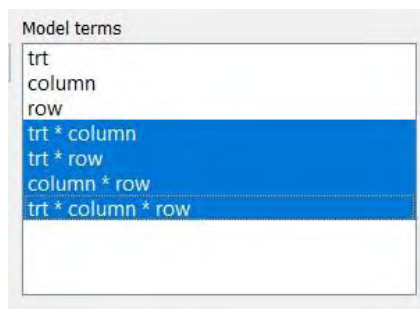 Model terms
trt
column
row
trt * column
trt * row
column * row
trt * column * row